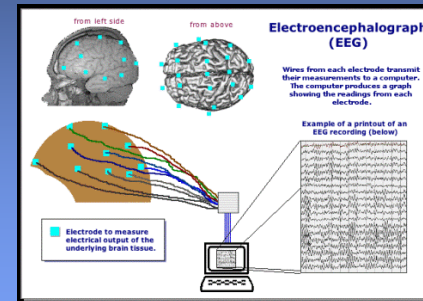 from left side
from above
Electroencephalograph
(EEG)
Wires from each electrode transmit
their measurements to a computer.
The computer produces a graph
showing the readings from each
electrode.
Example of a printout of an
EEG recording (below)
Electrode to measure
electrical output of the
underlying brain tissue.